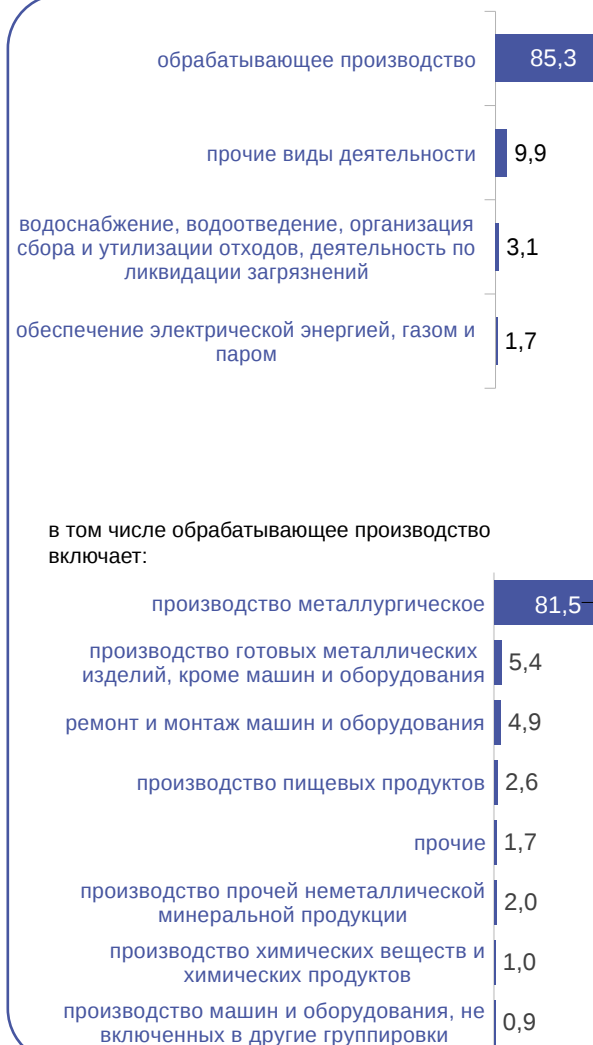 обрабатывающее производство
85,3
прочие виды деятельности
9,9
водоснабжение, водоотведение, организация
сбора и утилизации отходов, деятельность по
ликвидации загрязнений
3,1
обеспечение электрической энергией, газом и
паром
1,7
в том числе обрабатывающее производство
включает:
производство металлургическое
81,5
производство готовых металлических
изделий, кроме машин и оборудования
5,4
ремонт и монтаж машин и оборудования
4,9
производство пищевых продуктов
2,6
прочие
1,7
производство прочей неметаллической
минеральной продукции
2,0
производство химических веществ и
химических продуктов
1,0
производство машин и оборудования, не
включенных в другие группировки
0,9